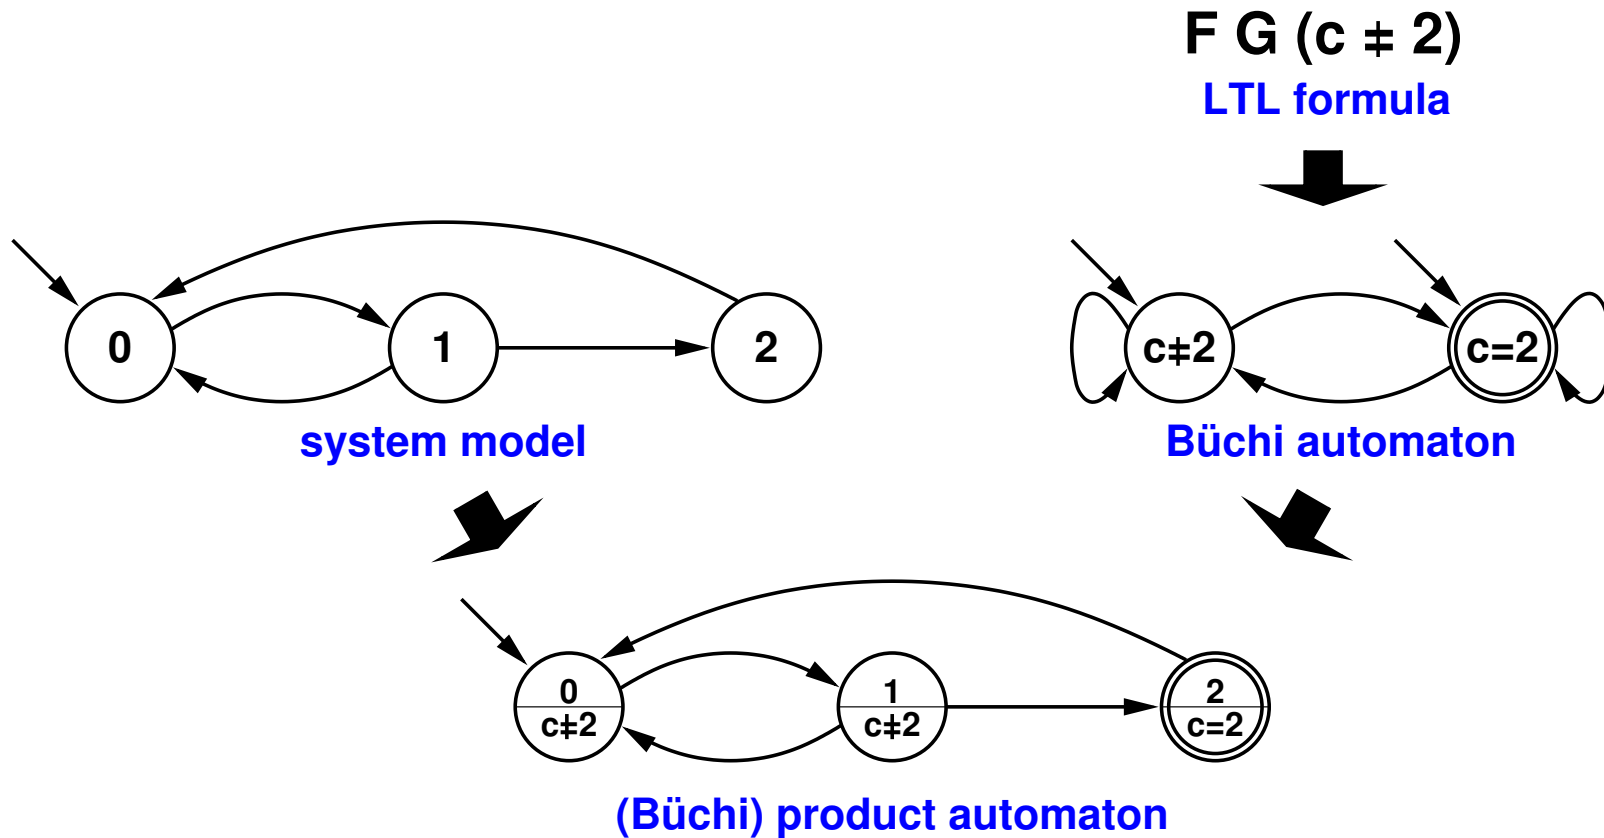 F G (c ‡ 2)
LTL formula
0
1
2
c‡2
c=2
system model
Büchi automaton
0
c‡2
1
c‡2
2
c=2
(Büchi) product automaton